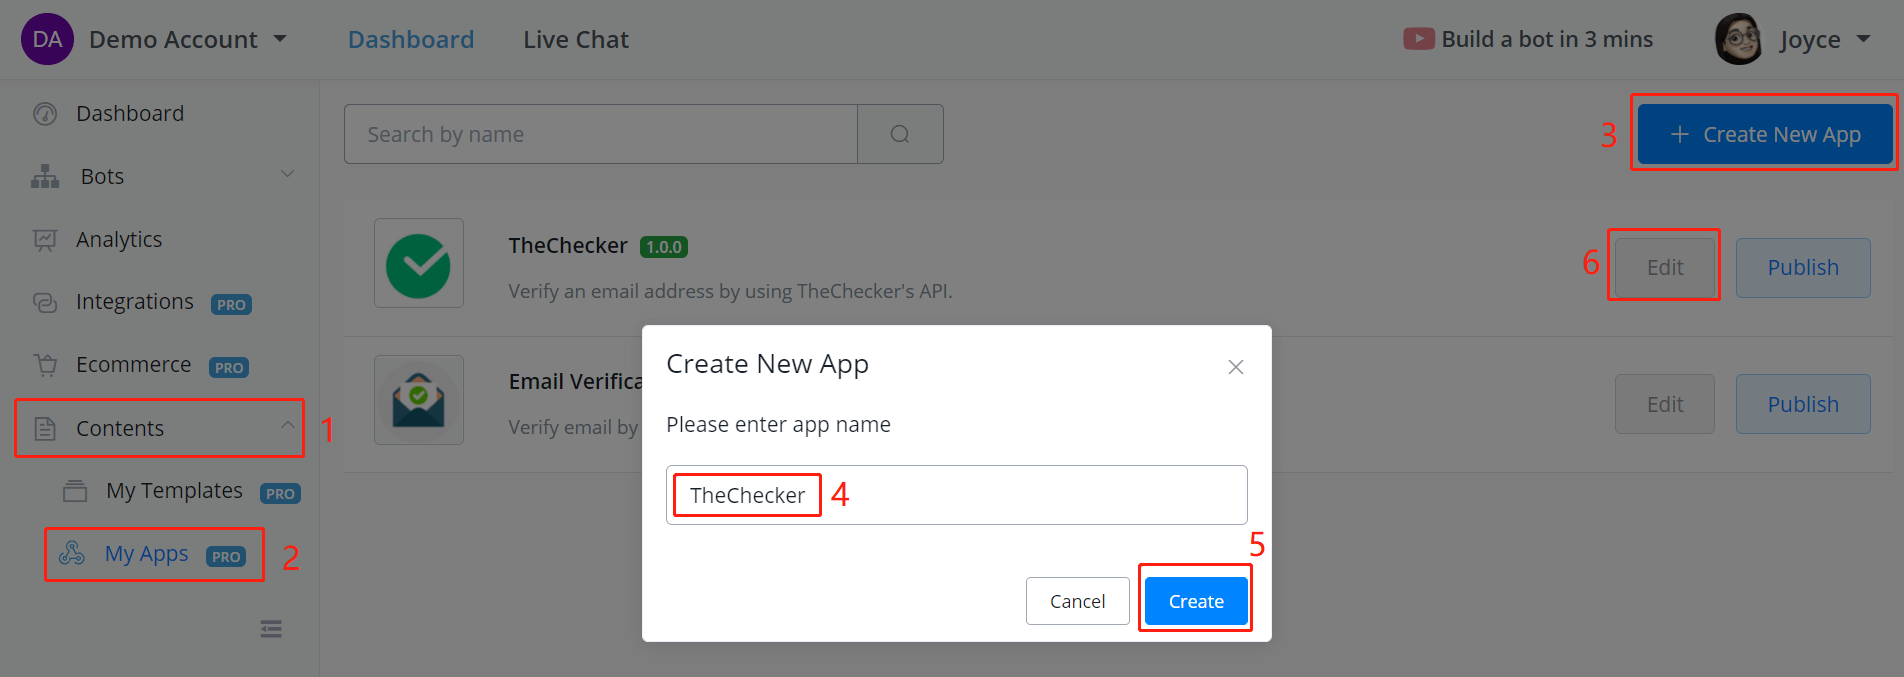 DA Demo Account Dashboard Live Chat Build a bot in 3 mins Joyce
Dashboard
Search by name
3 + Create New App
Bots
Analytics
TheChecker 1.0.0
Verify an email address by using TheChecker's API.
6 Edit Publish
Integrations PRO
Ecommerce PRO
Email Verifica
Verify email by
Edit Publish
Contents 1
My Templates PRO
My Apps PRO 2
Create New App
Please enter app name
TheChecker 4
5
Cancel Create